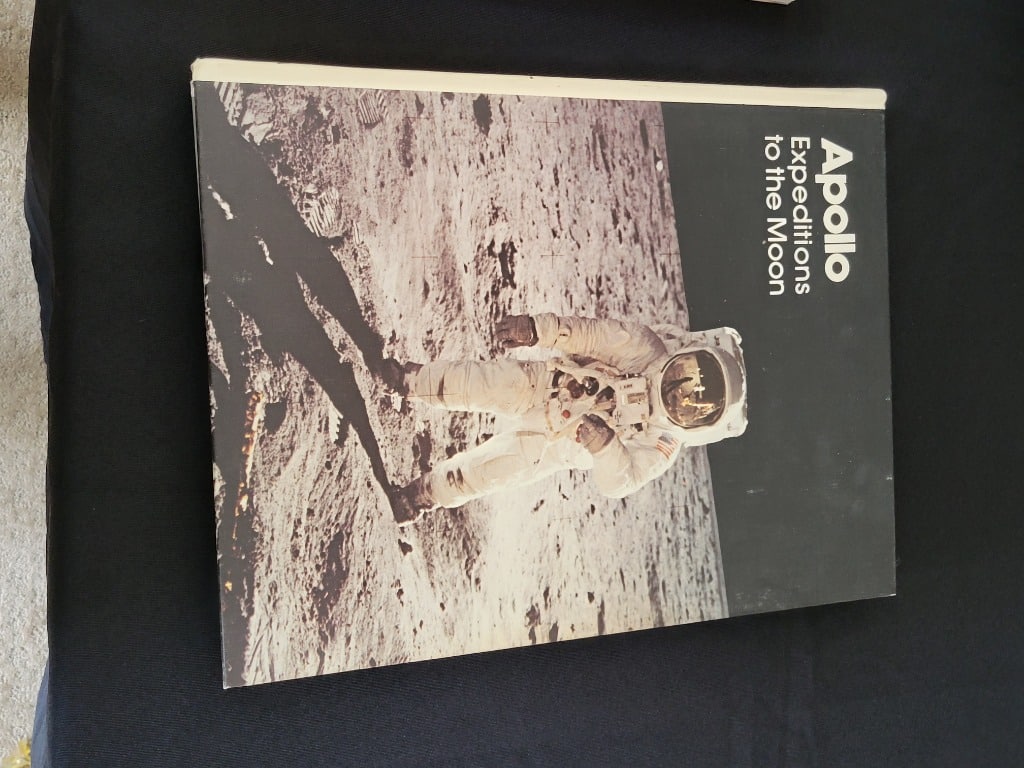 Apollo
Expeditions
to the Moon